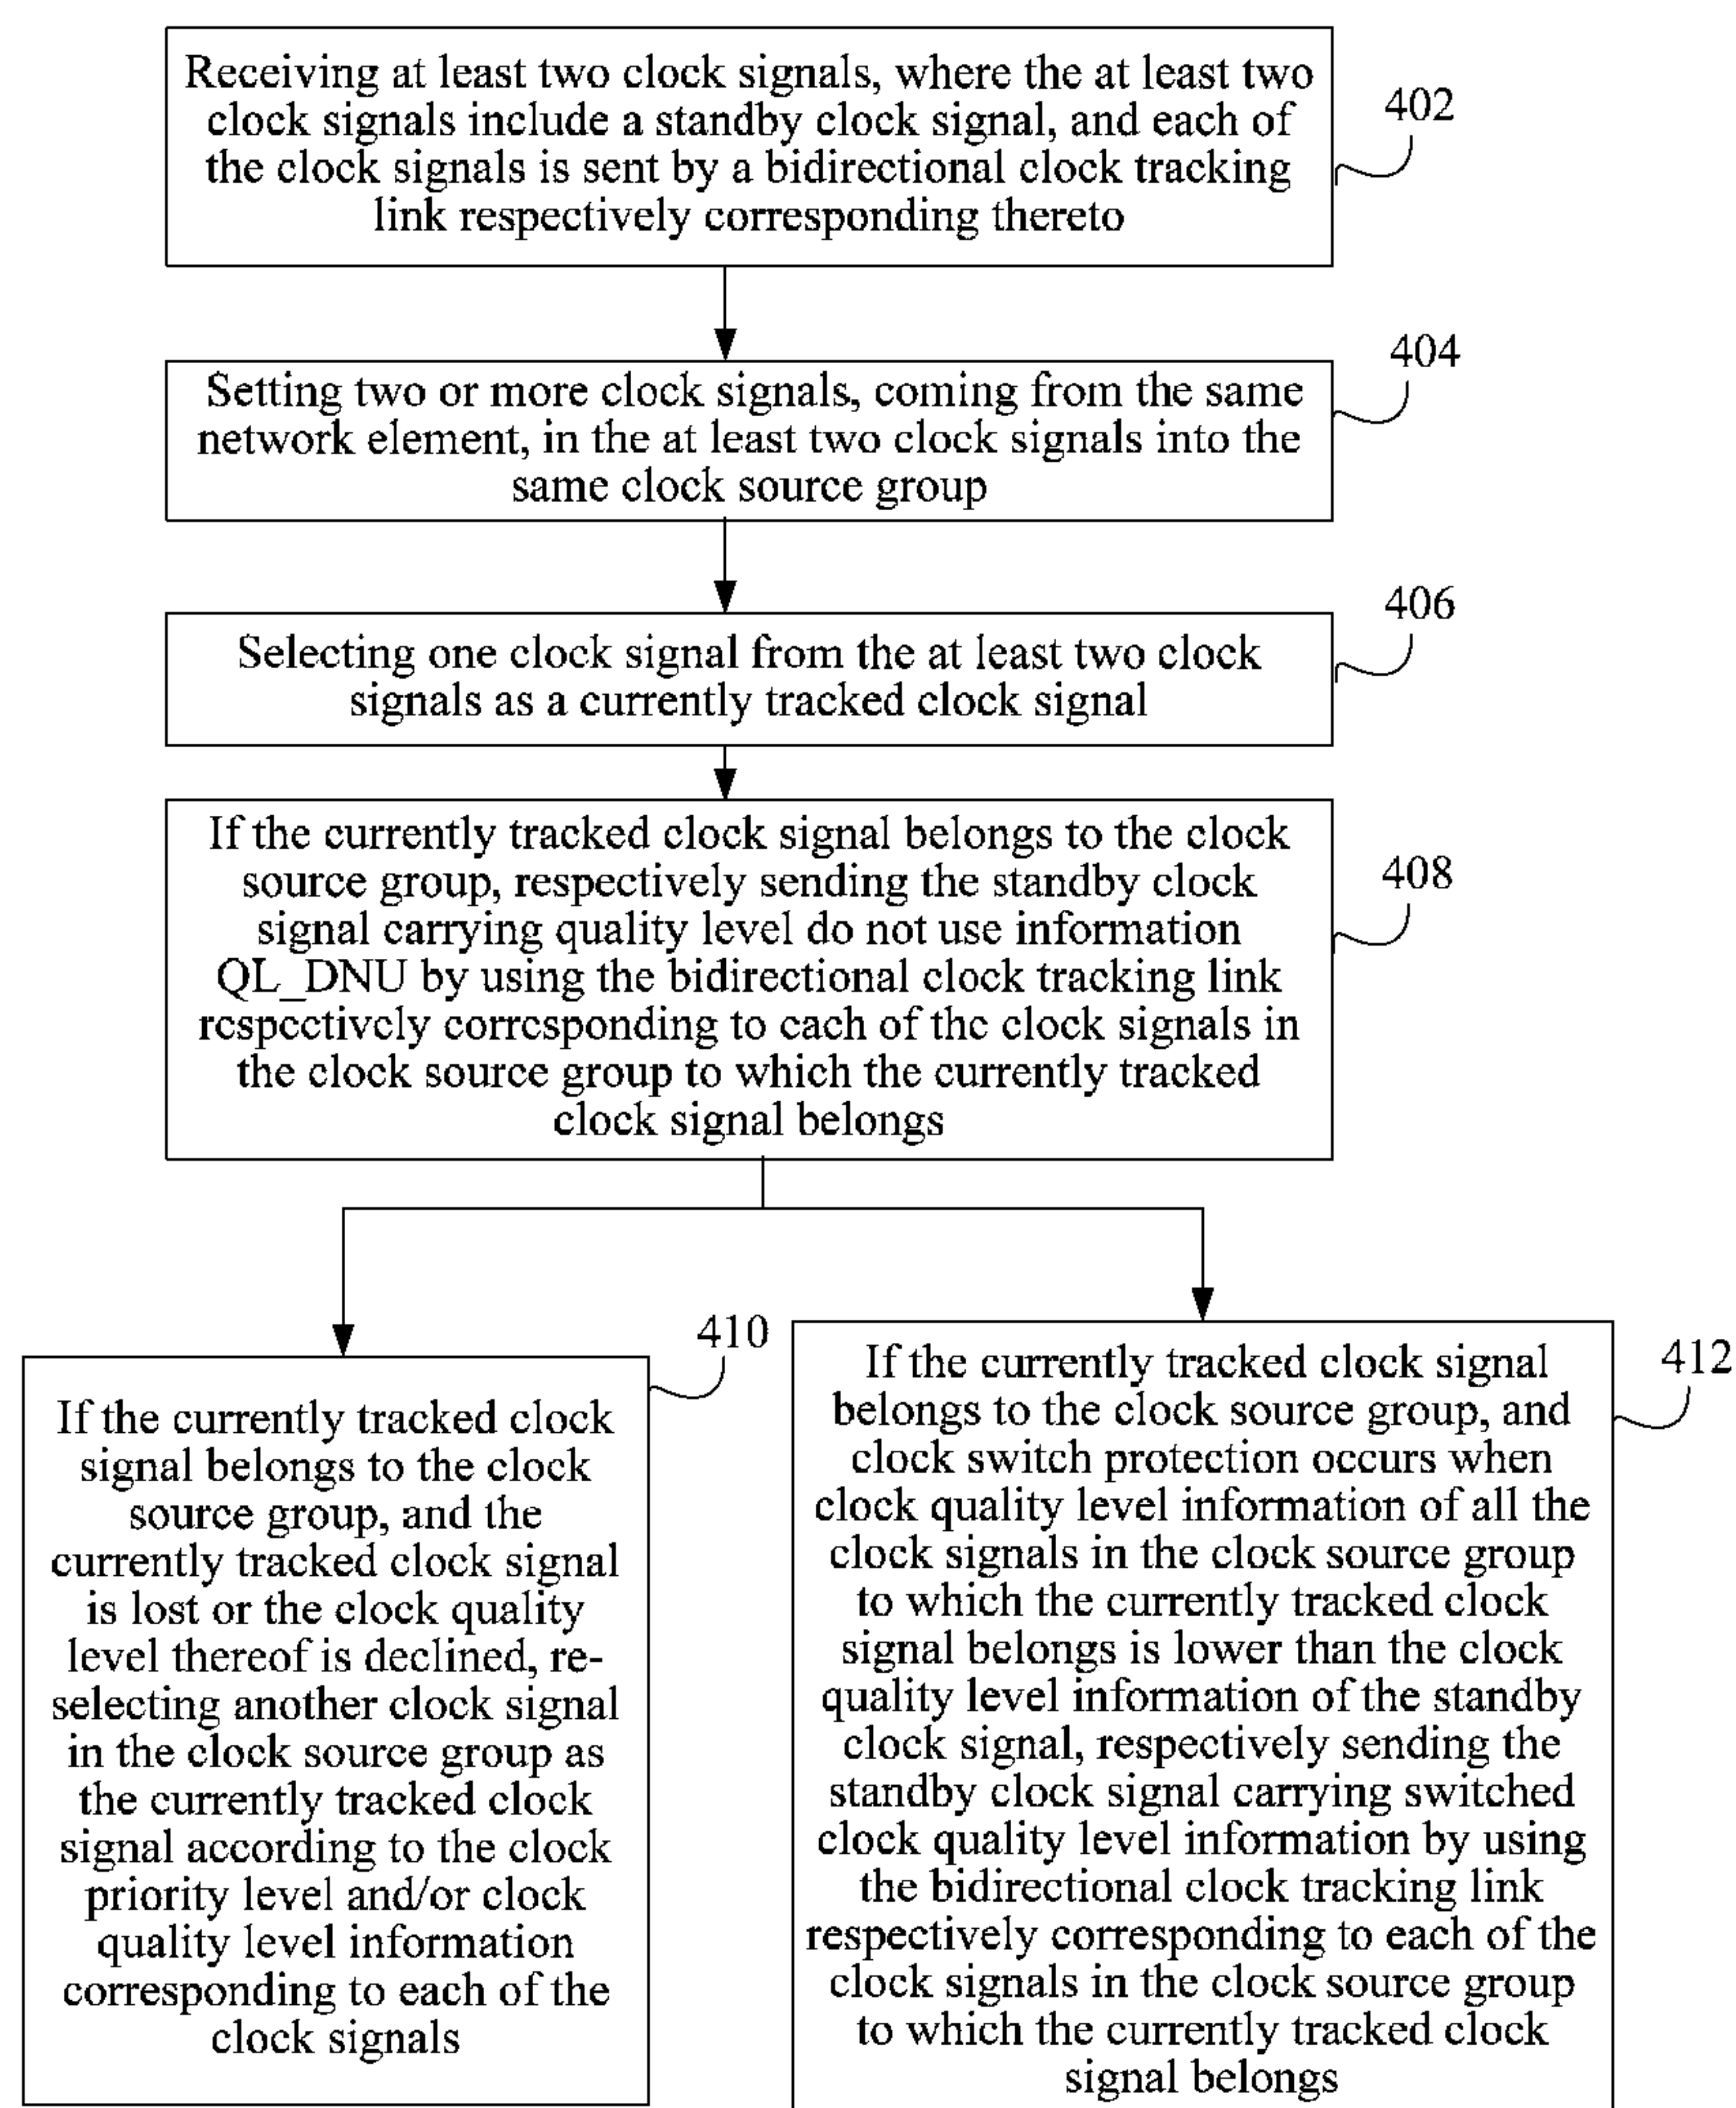 Receiving at least two clock signals, where the at least two
clock signals include a standby clock signal, and each of
the clock signals is sent by a bidirectional clock tracking
link respectively corresponding thereto
402
Setting two or more clock signals, coming from the same
network element, in the at least two clock signals into the
same clock source group
404
Selecting one clock signal from the at least two clock
signals as a currently tracked clock signal
406
If the currently tracked clock signal belongs to the clock
source group, respectively sending the standby clock
signal carrying quality level do not use information
QL_DNU by using the bidirectional clock tracking link
respectively corresponding to each of the clock signals in
the clock source group to which the currently tracked
clock signal belongs
408
If the currently tracked clock
signal belongs to the clock
source group, and the
currently tracked clock signal
is lost or the clock quality
level thereof is declined, re-
selecting another clock signal
in the clock source group as
the currently tracked clock
signal according to the clock
priority level and/or clock
quality level information
corresponding to each of the
clock signals
410
If the currently tracked clock signal
belongs to the clock source group, and
clock switch protection occurs when
clock quality level information of all the
clock signals in the clock source group
to which the currently tracked clock
signal belongs is lower than the clock
quality level information of the standby
clock signal, respectively sending the
standby clock signal carrying switched
clock quality level information by using
the bidirectional clock tracking link
respectively corresponding to each of the
clock signals in the clock source group
to which the currently tracked clock
signal belongs
412